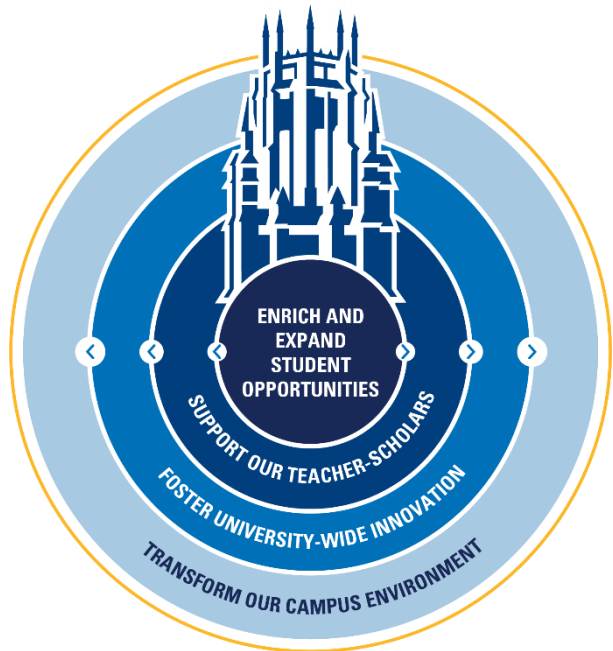 ENRICH AND
EXPAND
STUDENT
OPPORTUNITIES
SUPPORT OUR TEACHER-SCHOLARS
FOSTER UNIVERSITY-WIDE INNOVATION
TRANSFORM OUR CAMPUS ENVIRONMENT